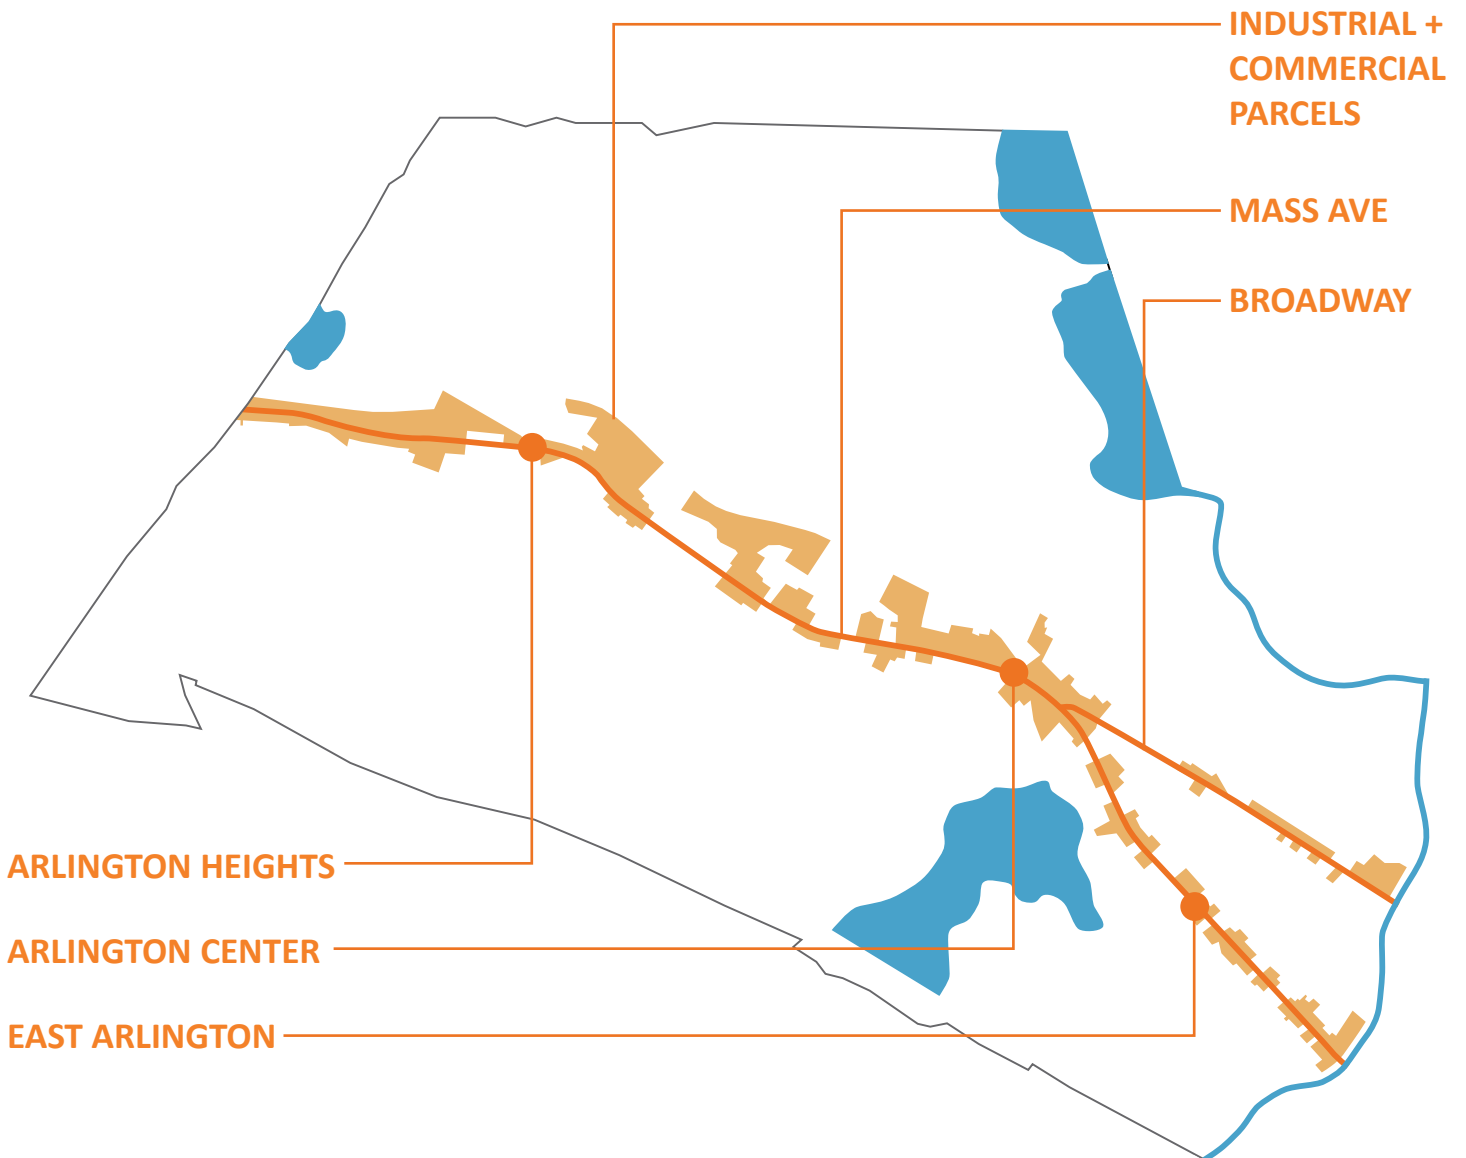 INDUSTRIAL +
COMMERCIAL
PARCELS
MASS AVE
BROADWAY
ARLINGTON HEIGHTS
ARLINGTON CENTER
EAST ARLINGTON